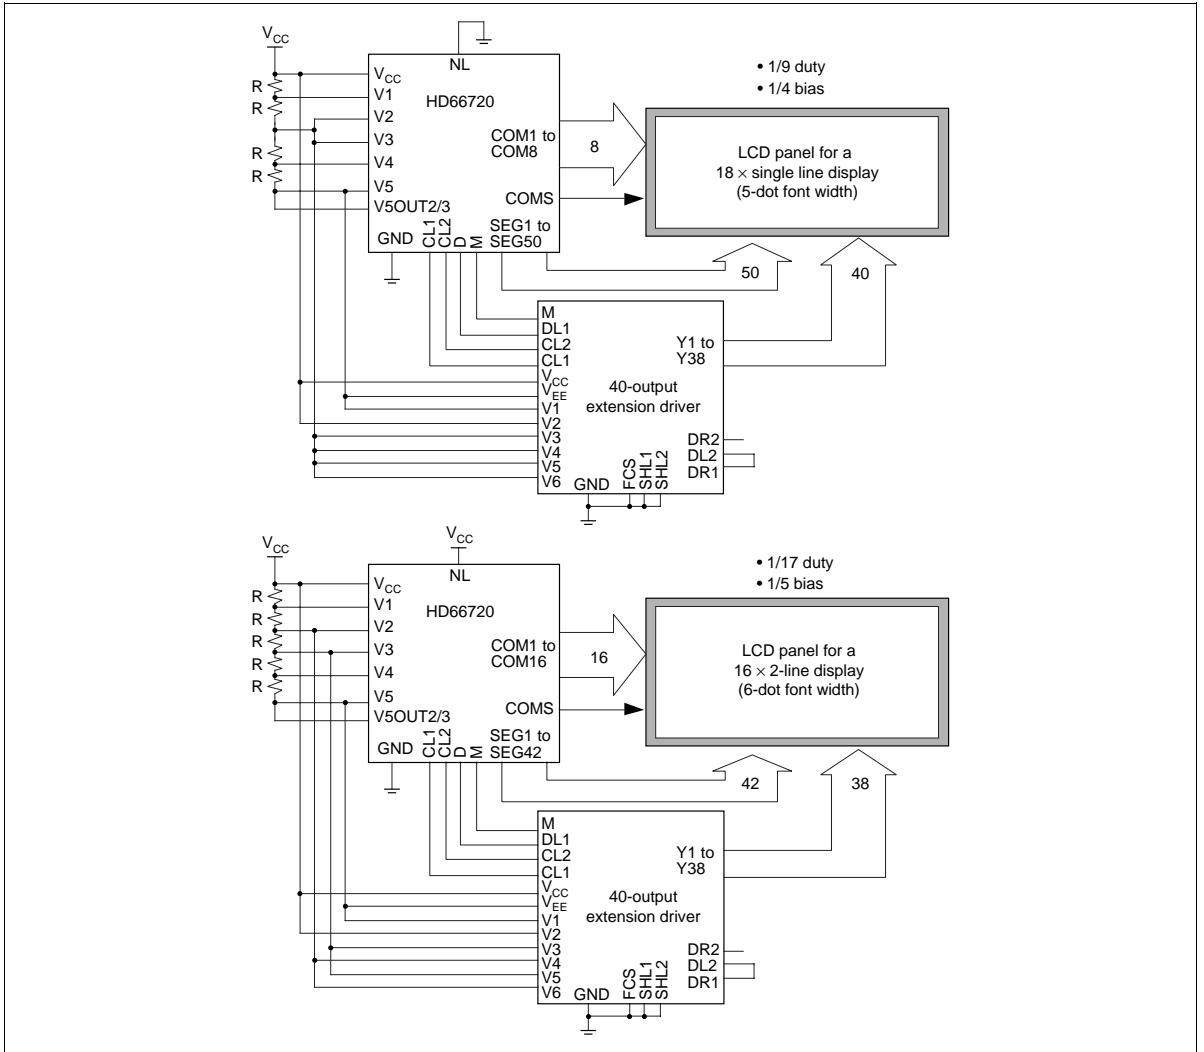 VCC
NL
VCC
R
V1
R
HD66720
V2
V3
R
V4
R
V5
V5OUT2/3
GND
CL1
CL2
D
M
COM1 to
COM8
COMS
SEG1 to
SEG50
8
• 1/9 duty
• 1/4 bias
LCD panel for a
18 × single line display
(5-dot font width)
50
40
M
DL1
CL2
CL1
VCC
VEE
V1
V2
V3
V4
V5
V6
Y1 to
Y38
40-output
extension driver
DR2
DL2
DR1
GND
FCS
SHL1
SHL2
VCC
VCC
NL
VCC
R
V1
R
HD66720
V2
R
V3
R
V4
R
V5
V5OUT2/3
GND
CL1
CL2
D
M
COM1 to
COM16
COMS
SEG1 to
SEG42
16
• 1/17 duty
• 1/5 bias
LCD panel for a
16 × 2-line display
(6-dot font width)
42
38
M
DL1
CL2
CL1
VCC
VEE
V1
V2
V3
V4
V5
V6
Y1 to
Y38
40-output
extension driver
DR2
DL2
DR1
GND
FCS
SHL1
SHL2